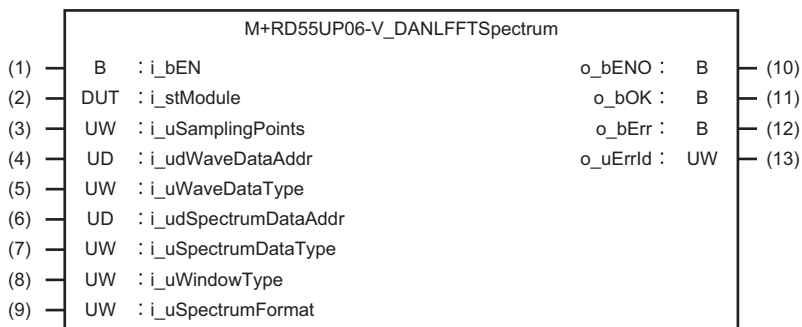 M+RD55UP06-V_DANLFFTSpectrum
(1) B : i_bEN o_bENO : B (10)
(2) DUT : i_stModule o_bOK : B (11)
(3) UW : i_uSamplingPoints o_bErr : B (12)
(4) UD : i_udWaveDataAddr o_uErrId : UW (13)
(5) UW : i_uWaveDataType
(6) UD : i_udSpectrumDataAddr
(7) UW : i_uSpectrumDataType
(8) UW : i_uWindowType
(9) UW : i_uSpectrumFormat